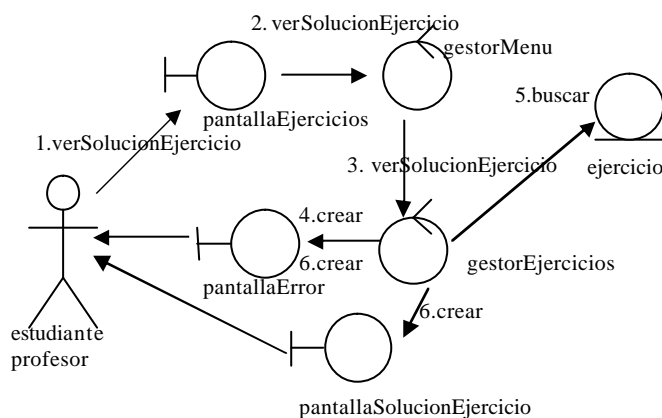 2. verSolucionEjercicio
gestorMenu
5.buscar
pantallaEjercicios
1.verSolucionEjercicio
3. verSolucionEjercicio
ejercicio
4.crear
6.crear
gestorEjercicios
pantallaError
6.crear
estudiante
profesor
pantallaSolucionEjercicio